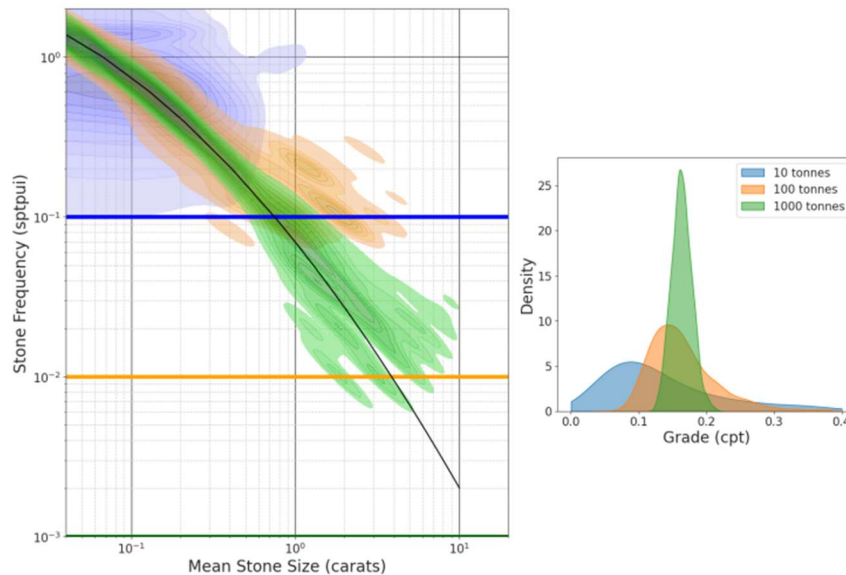 10⁰
10⁻¹
10⁻²
10⁻³
Stone Frequency (sptpui)
10⁻¹
10⁰
10¹
Mean Stone Size (carats)
25
20
15
10
5
0
Density
10 tonnes
100 tonnes
1000 tonnes
0.0
0.1
0.2
0.3
0.4
Grade (cpt)